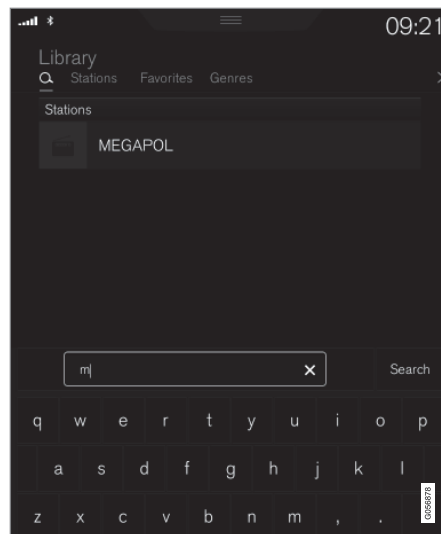 09:21
Library
Stations Favorites Genres
Stations
MEGAPOL
m
Search
q w e r t y u i o p
a s d f g h j k l
z x c v b n m , .
G056878